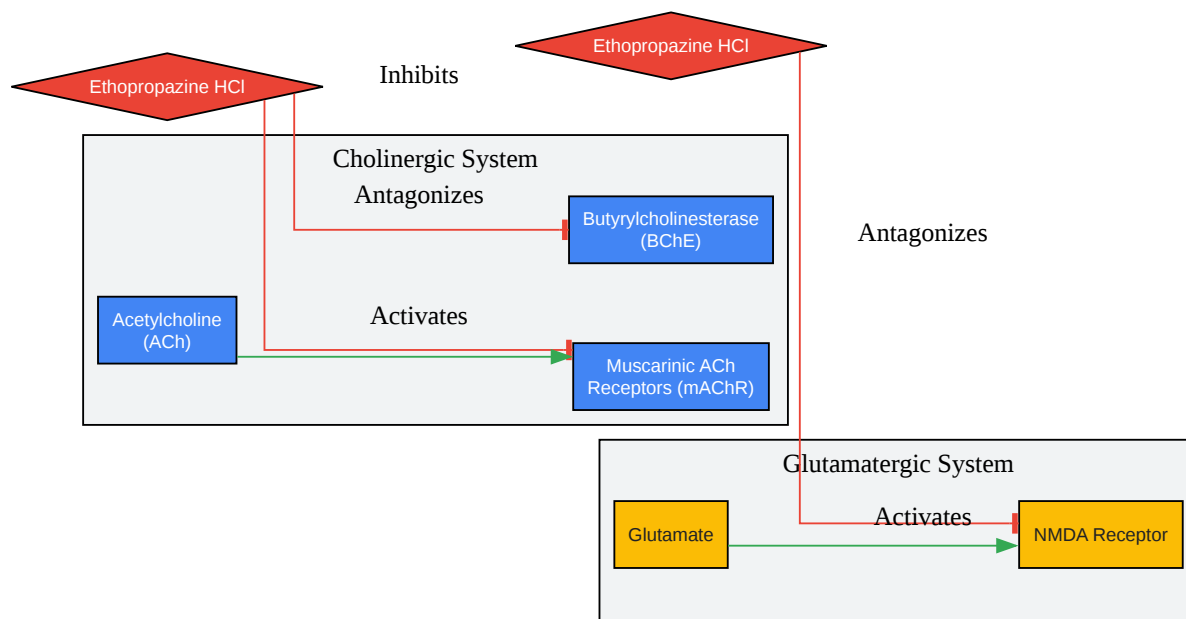 Ethopropazine HCl
Ethopropazine HCl
Inhibits
Cholinergic System
Antagonizes
Butyrylcholinesterase
(BChE)
Antagonizes
Acetylcholine
(ACh)
Activates
Muscarinic ACh
Receptors (mAChR)
Glutamatergic System
Activates
Glutamate
NMDA Receptor